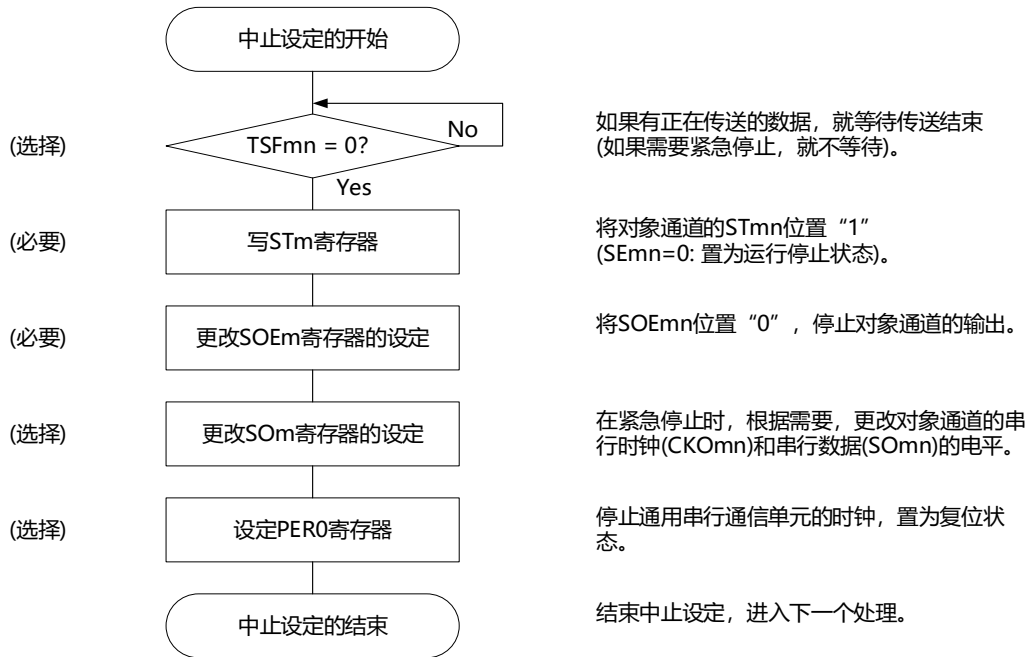 中止设定的开始
(选择)
TSFmn = 0?
No
Yes
如果有正在传送的数据，就等待传送结束
(如果需要紧急停止，就不等待)。
(必要)
写STm寄存器
将对象通道的STmn位置“1”
(SEmn=0: 置为运行停止状态)。
(必要)
更改SOEm寄存器的设定
将SOEmn位置“0”，停止对象通道的输出。
(选择)
更改SOm寄存器的设定
在紧急停止时，根据需要，更改对象通道的串
行时钟(CKOmn)和串行数据(SOmn)的电平。
(选择)
设定PER0寄存器
停止通用串行通信单元的时钟，置为复位状
态。
中止设定的结束
结束中止设定，进入下一个处理。